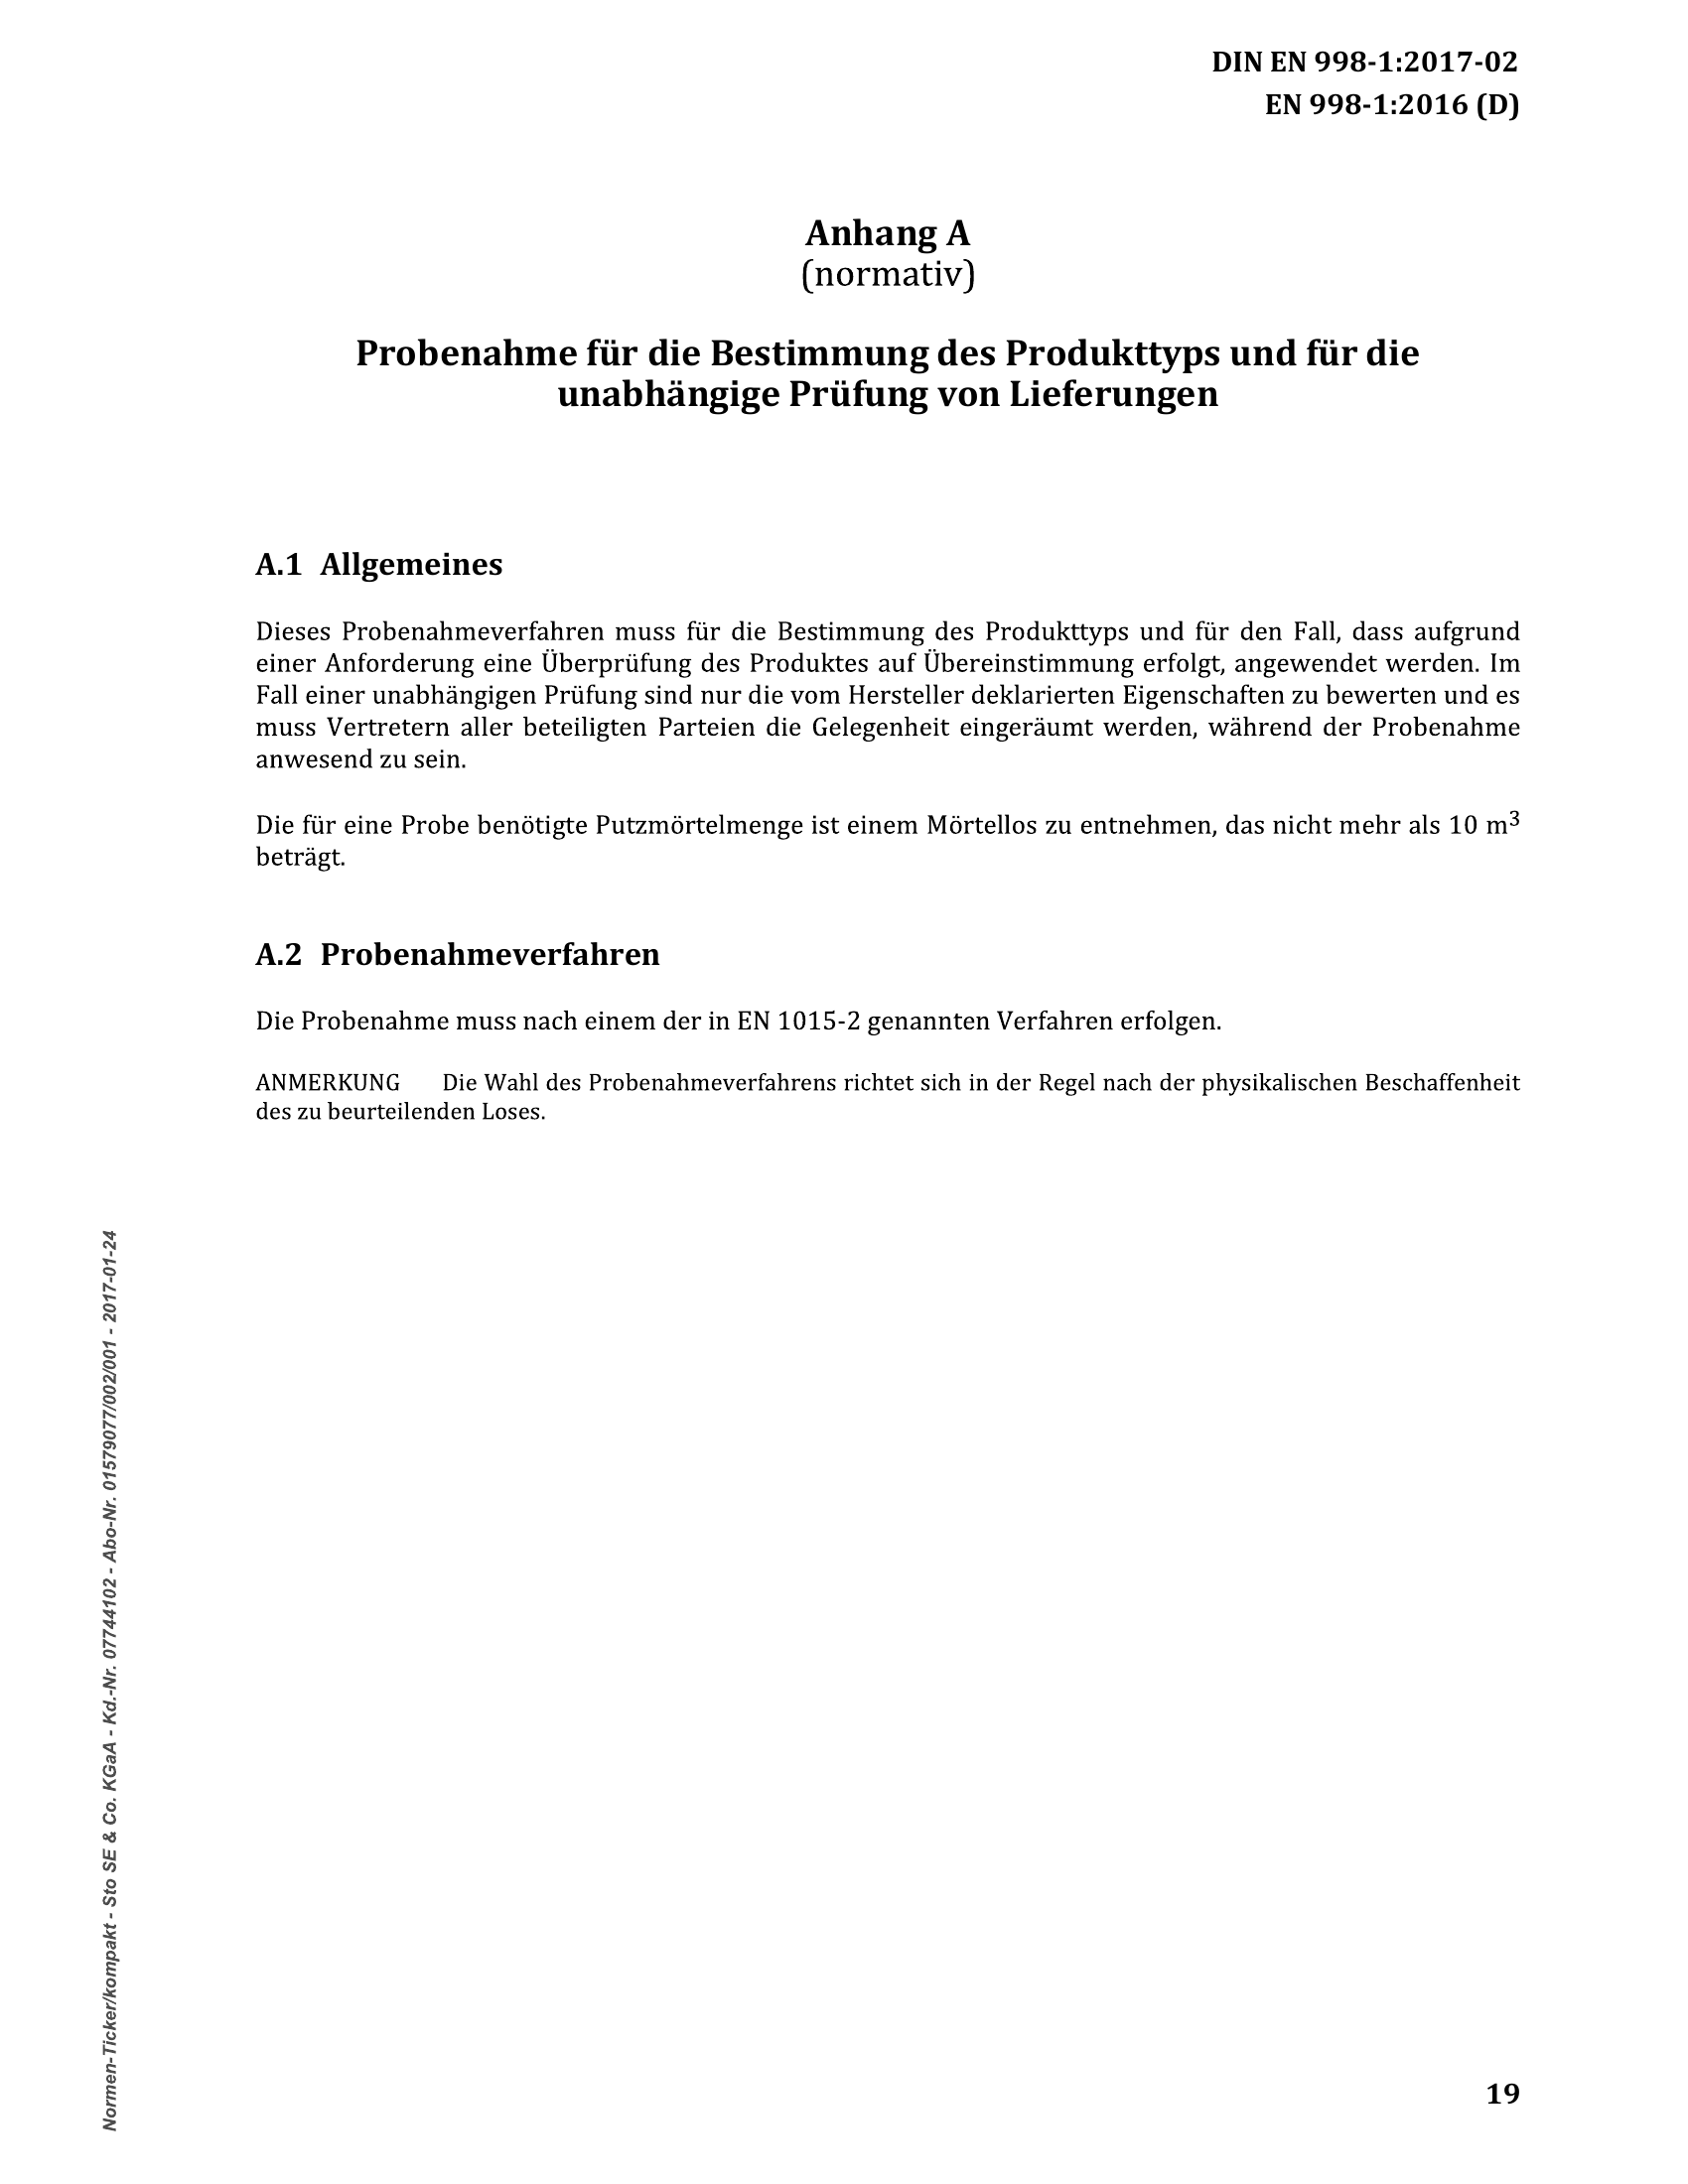 DIN EN 998-1:2017-02
EN 998-1:2016 (D)
Anhang A
(normativ)
Probenahme für die Bestimmung des Produkttyps und für die
unabhängige Prüfung von Lieferungen
A.1 Allgemeines
Dieses Probenahmeverfahren muss für die Bestimmung des Produkttyps und für den Fall, dass aufgrund
einer Anforderung eine Überprüfung des Produktes auf Übereinstimmung erfolgt, angewendet werden. Im
Fall einer unabhängigen Prüfung sind nur die vom Hersteller deklarierten Eigenschaften zu bewerten und es
muss Vertretern aller beteiligten Parteien die Gelegenheit eingeräumt werden, während der Probenahme
anwesend zu sein.
Die für eine Probe benötigte Putzmörtelmenge ist einem Mörtellos zu entnehmen, das nicht mehr als 10 m³
beträgt.
A.2 Probenahmeverfahren
Die Probenahme muss nach einem der in EN 1015-2 genannten Verfahren erfolgen.
ANMERKUNG Die Wahl des Probenahmeverfahrens richtet sich in der Regel nach der physikalischen Beschaffenheit
des zu beurteilenden Loses.
Normen-Ticker/kompakt - Sto SE & Co. KGaA - Kd.-Nr. 07744102 - Abo-Nr. 01579077/002/001 - 2017-01-24
19